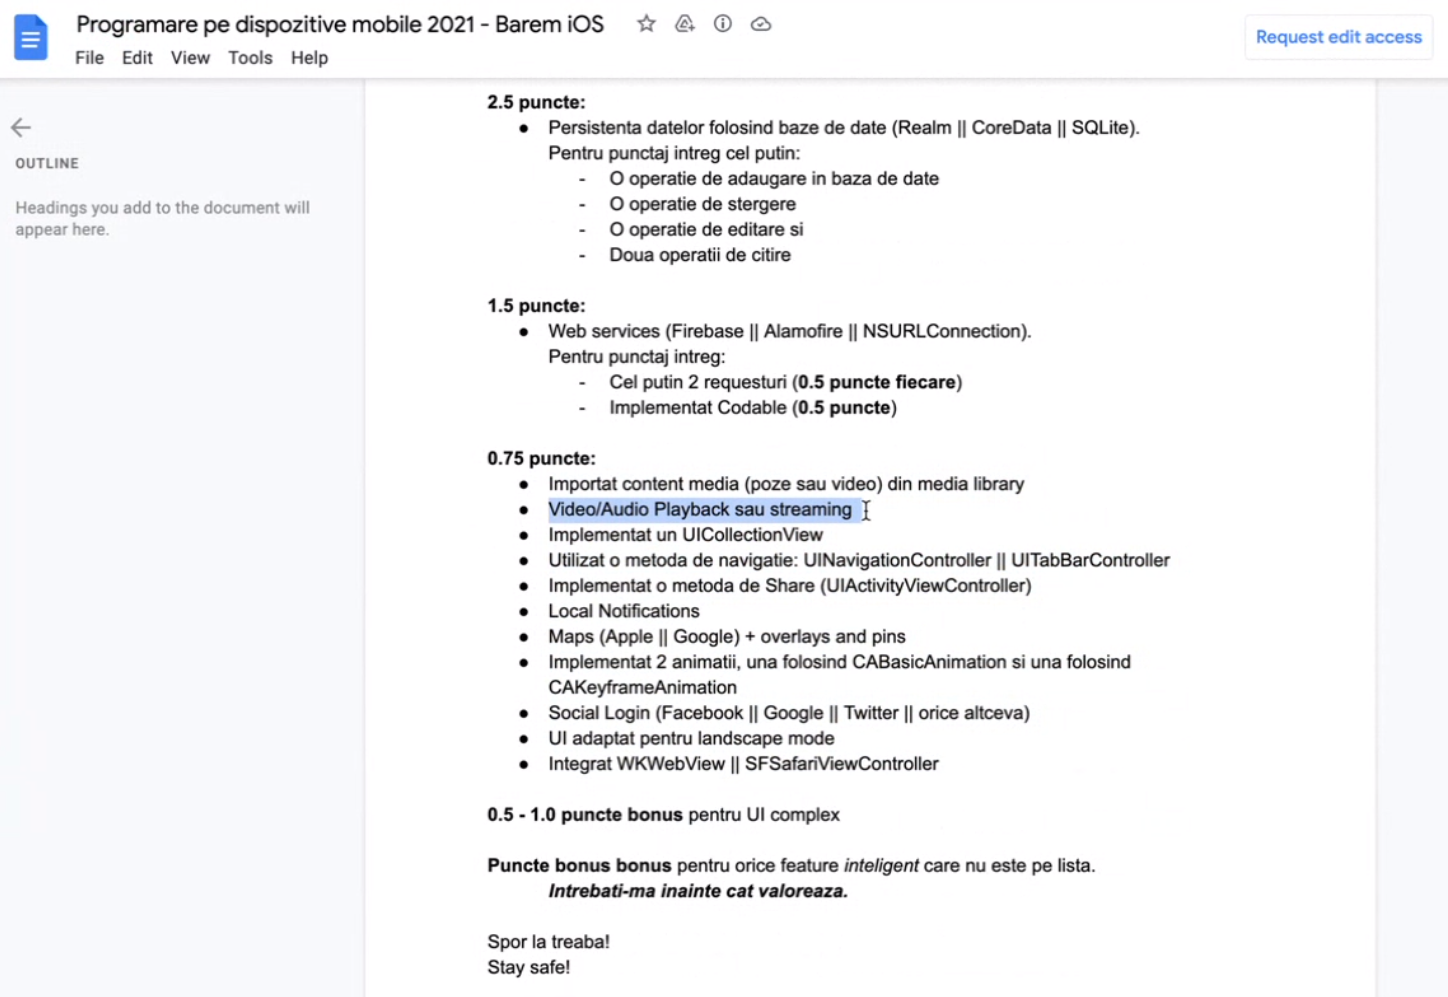 Programare pe dispozitive mobile 2021 - Barem iOS
File Edit View Tools Help
Request edit access
OUTLINE
Headings you add to the document will
appear here.
2.5 puncte:
● Persistenta datelor folosind baze de date (Realm || CoreData || SQLite).
Pentru punctaj intreg cel putin:
- O operatie de adaugare in baza de date
- O operatie de stergere
- O operatie de editare si
- Doua operatii de citire
1.5 puncte:
● Web services (Firebase || Alamofire || NSURLConnection).
Pentru punctaj intreg:
- Cel putin 2 requesturi (0.5 puncte fiecare)
- Implementat Codable (0.5 puncte)
0.75 puncte:
● Importat content media (poze sau video) din media library
● Video/Audio Playback sau streaming
● Implementat un UICollectionView
● Utilizat o metoda de navigatie: UINavigationController || UITabBarController
● Implementat o metoda de Share (UIActivityViewController)
● Local Notifications
● Maps (Apple || Google) + overlays and pins
● Implementat 2 animatii, una folosind CABasicAnimation si una folosind
CAKeyframeAnimation
● Social Login (Facebook || Google || Twitter || orice altceva)
● UI adaptat pentru landscape mode
● Integrat WKWebView || SFSafariViewController
0.5 - 1.0 puncte bonus pentru UI complex
Puncte bonus bonus pentru orice feature inteligent care nu este pe lista.
Intrebati-ma inainte cat valoreaza.
Spor la treaba!
Stay safe!